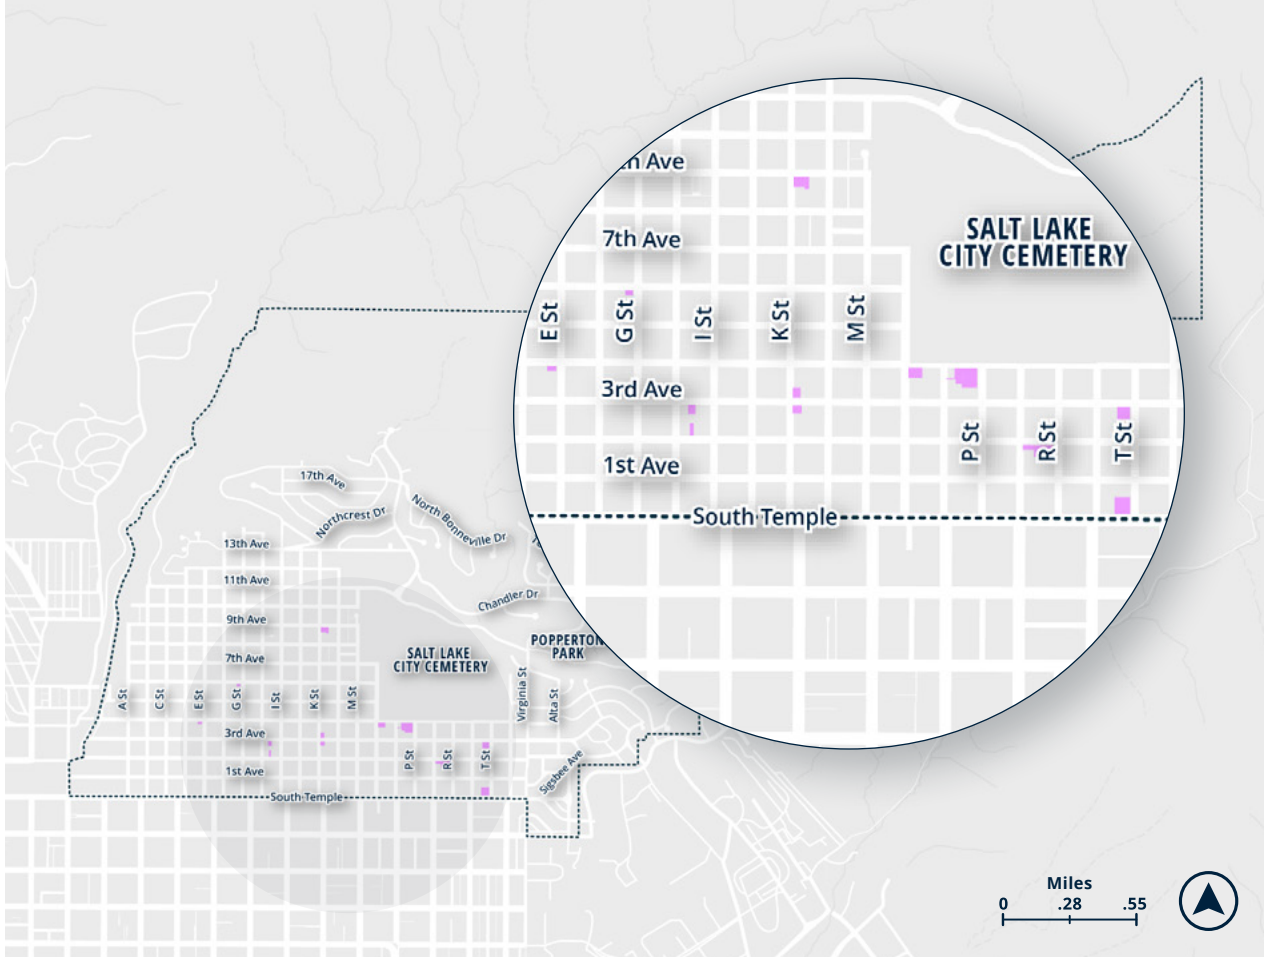 n Ave
7th Ave
SALT LAKE
CITY CEMETERY
E St
G St
I St
K St
M St
3rd Ave
P St
R St
T St
1st Ave
South Temple
17th Ave
Northcrest Dr
North Bonneville Dr
13th Ave
11th Ave
Chandler Dr
9th Ave
POPPERTON
PARK
7th Ave
SALT LAKE
CITY CEMETERY
A St
C St
E St
G St
I St
K St
M St
Virginia St
Alta St
3rd Ave
P St
R St
T St
1st Ave
Sigsbee Ave
South Temple
Miles
0 .28 .55